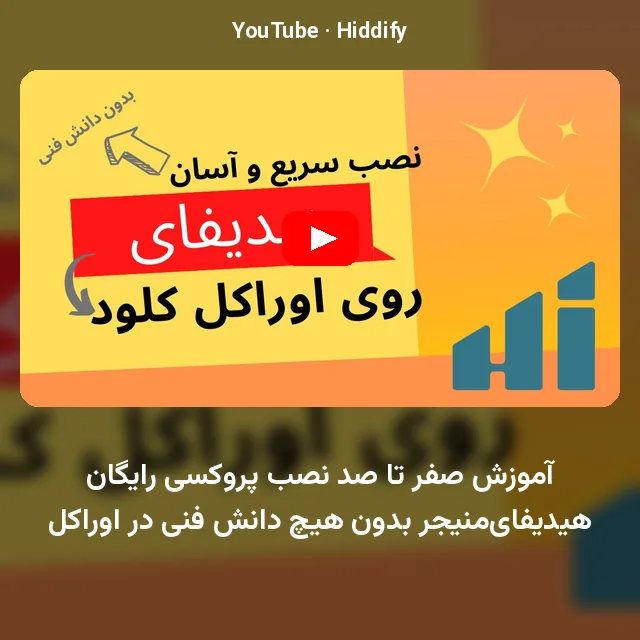 YouTube · Hiddify
بدون دانش فنی
نصب سریع و آسان
دیفای
روی اوراکل کلود
Hi
آموزش صفر تا صد نصب پروکسی رایگان
هیدیفای‌منیجر بدون هیچ دانش فنی در اوراکل